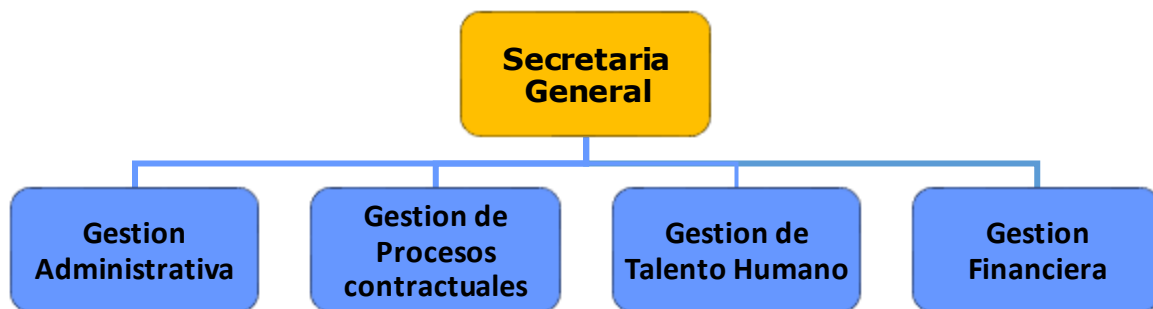 Secretaria
General
Gestion
Administrativa
Gestion de
Procesos
contractuales
Gestion de
Talento Humano
Gestion
Financiera